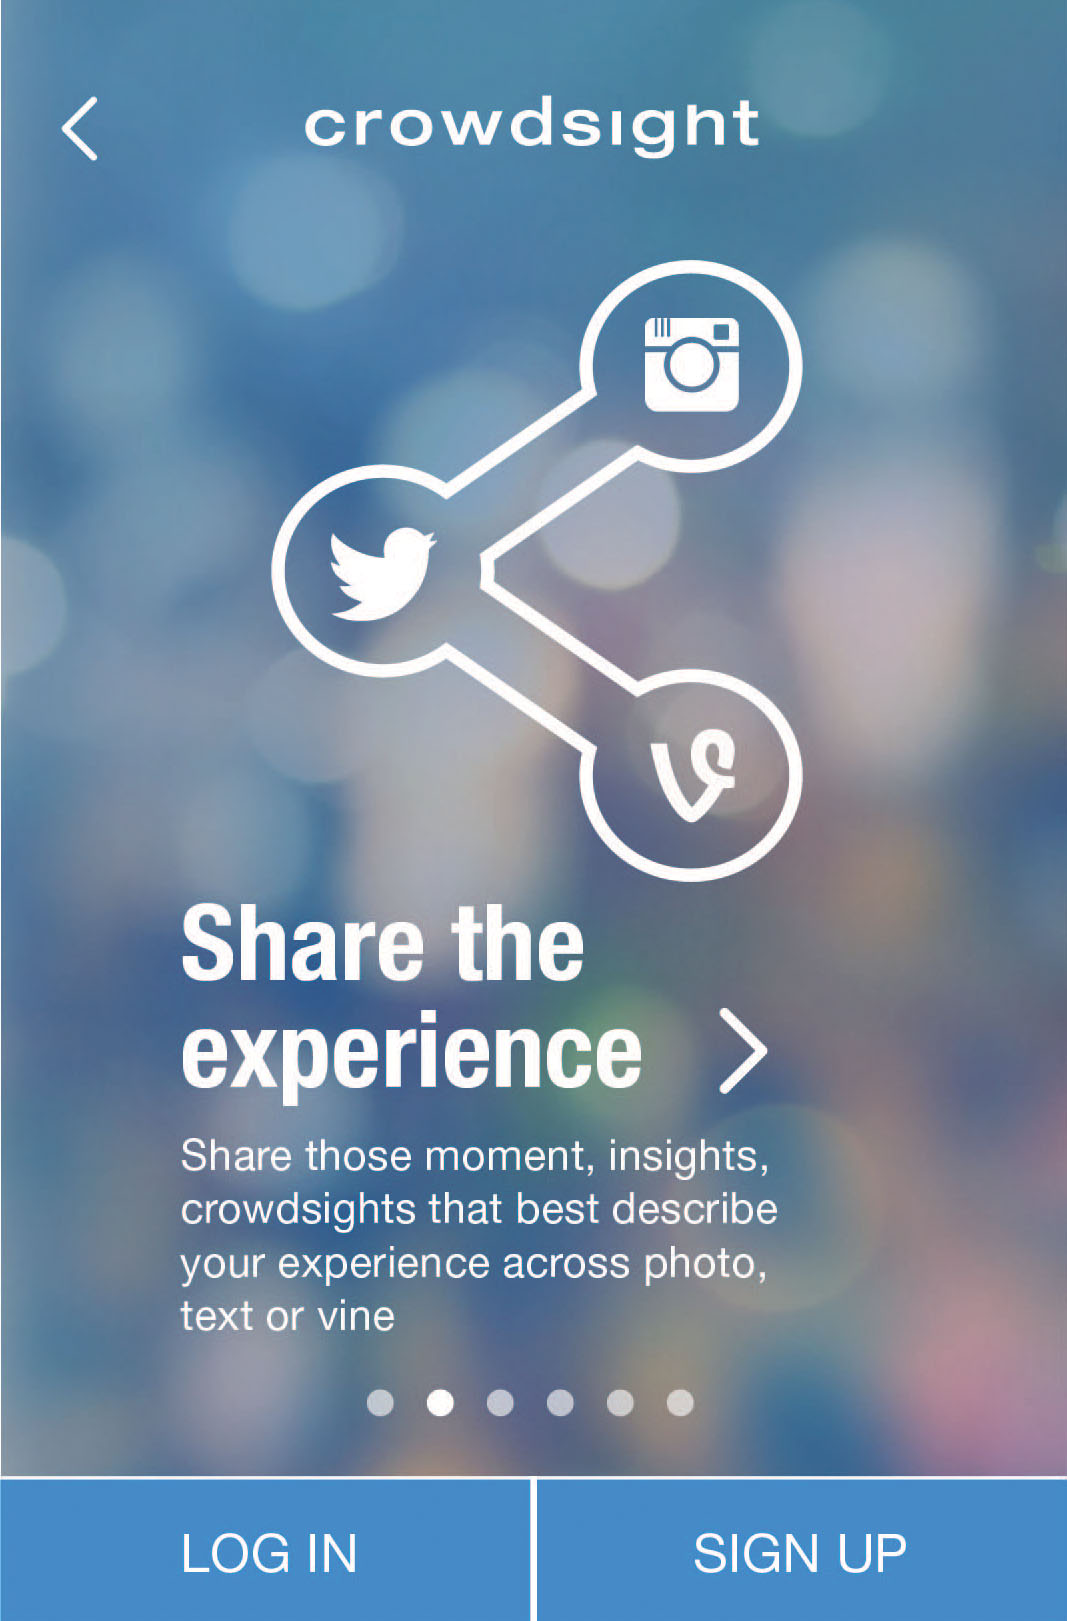 crowdsight
Share the
experience
Share those moment, insights,
crowdsights that best describe
your experience across photo,
text or vine
LOG IN
SIGN UP